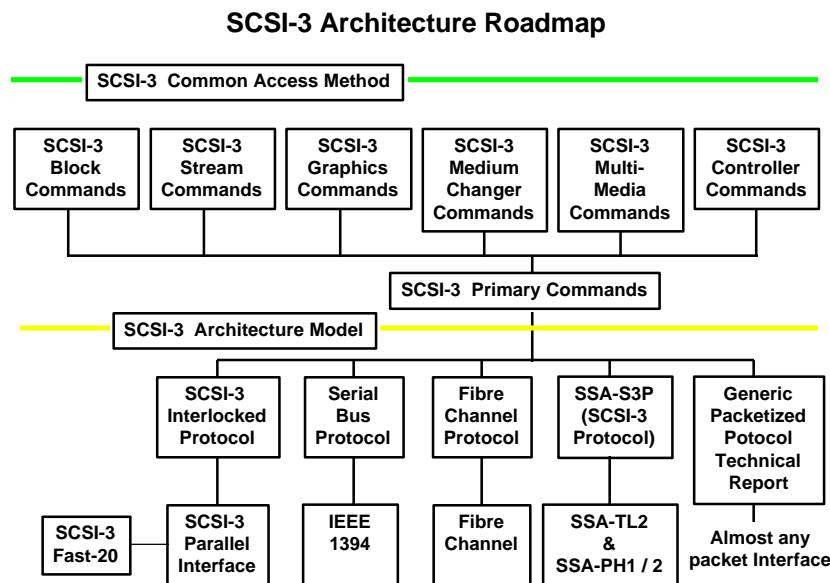 SCSI-3 Architecture Roadmap
SCSI-3 Common Access Method
SCSI-3
Block
Commands
SCSI-3
Stream
Commands
SCSI-3
Graphics
Commands
SCSI-3
Medium
Changer
Commands
SCSI-3
Multi-
Media
Commands
SCSI-3
Controller
Commands
SCSI-3 Primary Commands
SCSI-3 Architecture Model
SCSI-3
Interlocked
Protocol
Serial
Bus
Protocol
Fibre
Channel
Protocol
SSA-S3P
(SCSI-3
Protocol)
Generic
Packetized
Potocol
Technical
Report
SCSI-3
Fast-20
SCSI-3
Parallel
Interface
IEEE
1394
Fibre
Channel
SSA-TL2
&
SSA-PH1 / 2
Almost any
packet Interface